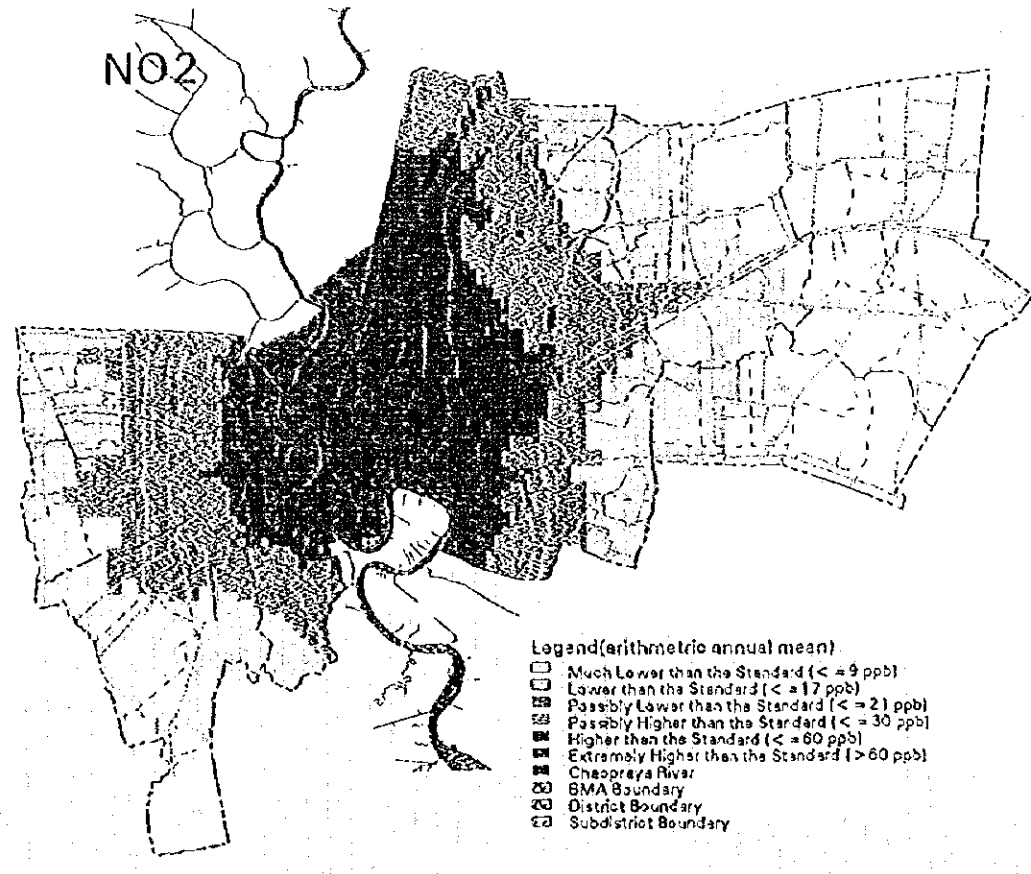 NO2
Legend(arithmetric annual mean)
Much Lower than the Standard (< = 9 ppb)
Lower than the Standard (< = 17 ppb)
Possibly Lower than the Standard (< = 21 ppb)
Possibly Higher than the Standard (< = 30 ppb)
Higher than the Standard (< = 60 ppb)
Extremely Higher than the Standard (> 60 ppb)
Chaopraya River
BMA Boundary
District Boundary
Subdistrict Boundary